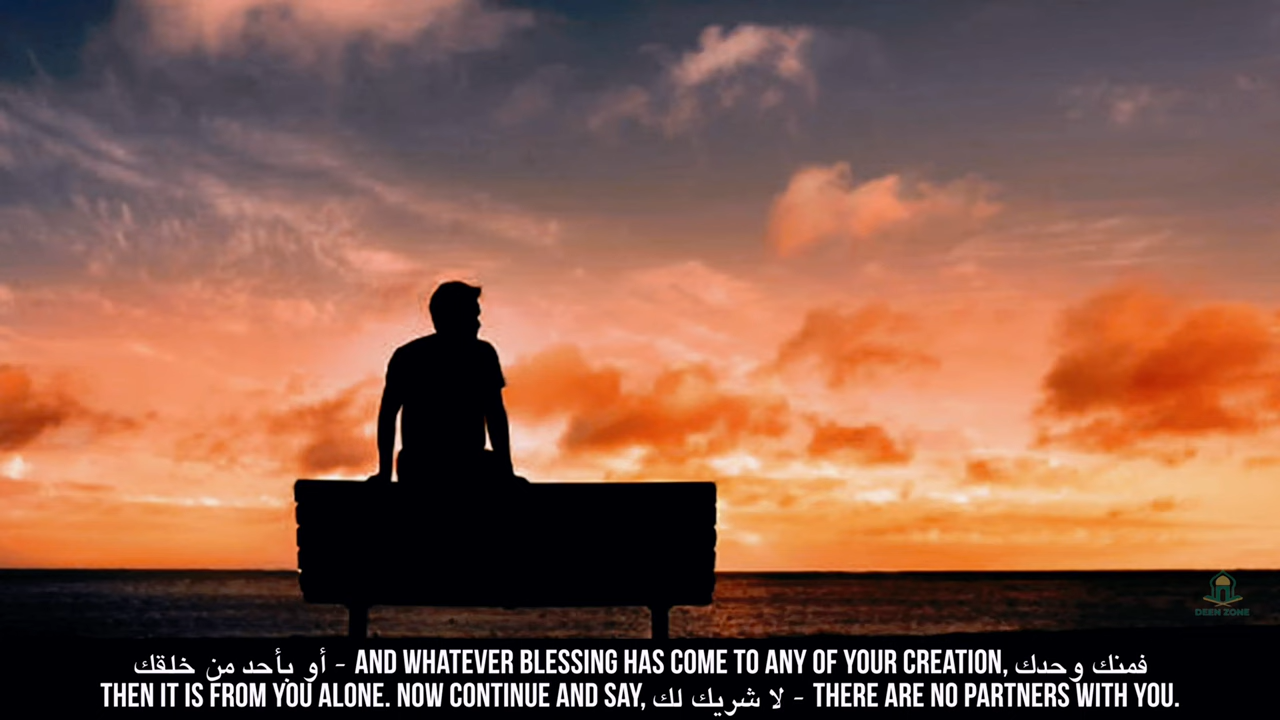 DEEN ZONE
أو بأحد من خلقك - AND WHATEVER BLESSING HAS COME TO ANY OF YOUR CREATION, فمنك وحدك
THEN IT IS FROM YOU ALONE. NOW CONTINUE AND SAY, لا شريك لك - THERE ARE NO PARTNERS WITH YOU.